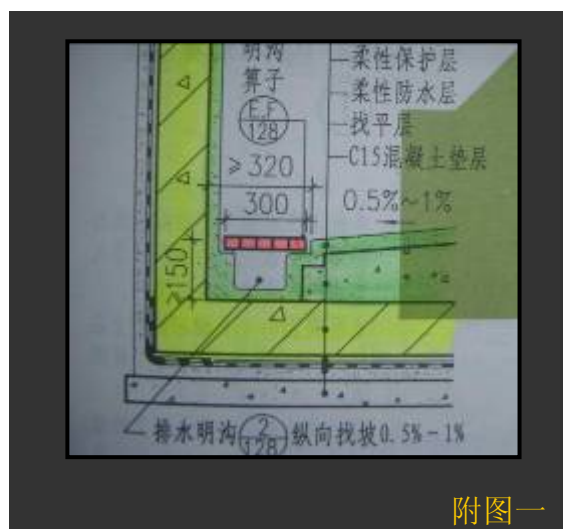 明沟
箅子
E.F
128
≥320
300
≥150
柔性保护层
柔性防水层
找平层
C15混凝土垫层
0.5%~1%
排水明沟 2/128 纵向找坡0.5%-1%
附图一